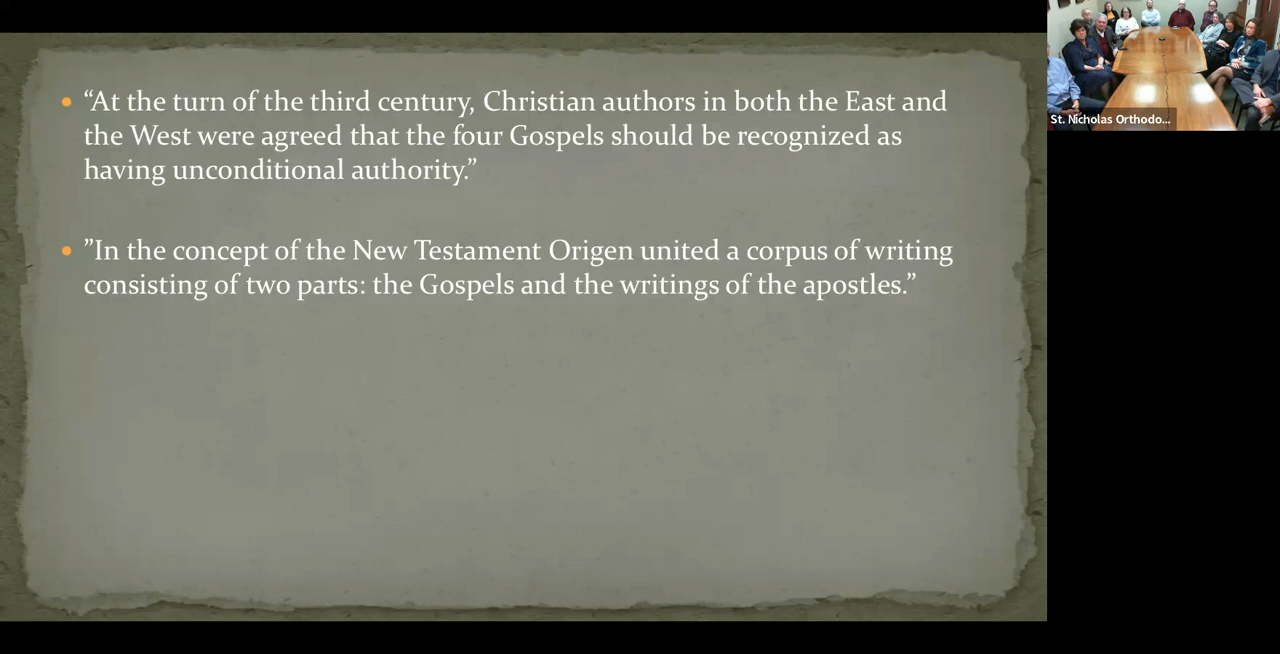 “At the turn of the third century, Christian authors in both the East and
the West were agreed that the four Gospels should be recognized as
having unconditional authority.”
”In the concept of the New Testament Origen united a corpus of writing
consisting of two parts: the Gospels and the writings of the apostles.”
St. Nicholas Orthodo...